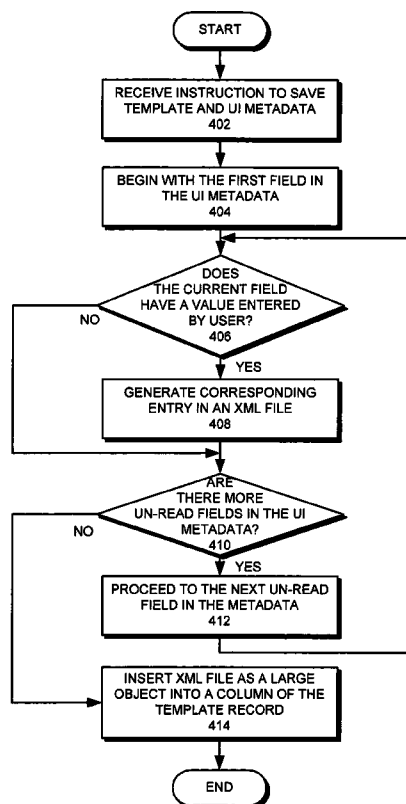 START
RECEIVE INSTRUCTION TO SAVE
TEMPLATE AND UI METADATA
402
BEGIN WITH THE FIRST FIELD IN
THE UI METADATA
404
DOES
THE CURRENT FIELD
HAVE A VALUE ENTERED
BY USER?
406
NO
YES
GENERATE CORRESPONDING
ENTRY IN AN XML FILE
408
ARE
THERE MORE
UN-READ FIELDS IN THE UI
METADATA?
410
NO
YES
PROCEED TO THE NEXT UN-READ
FIELD IN THE METADATA
412
INSERT XML FILE AS A LARGE
OBJECT INTO A COLUMN OF THE
TEMPLATE RECORD
414
END